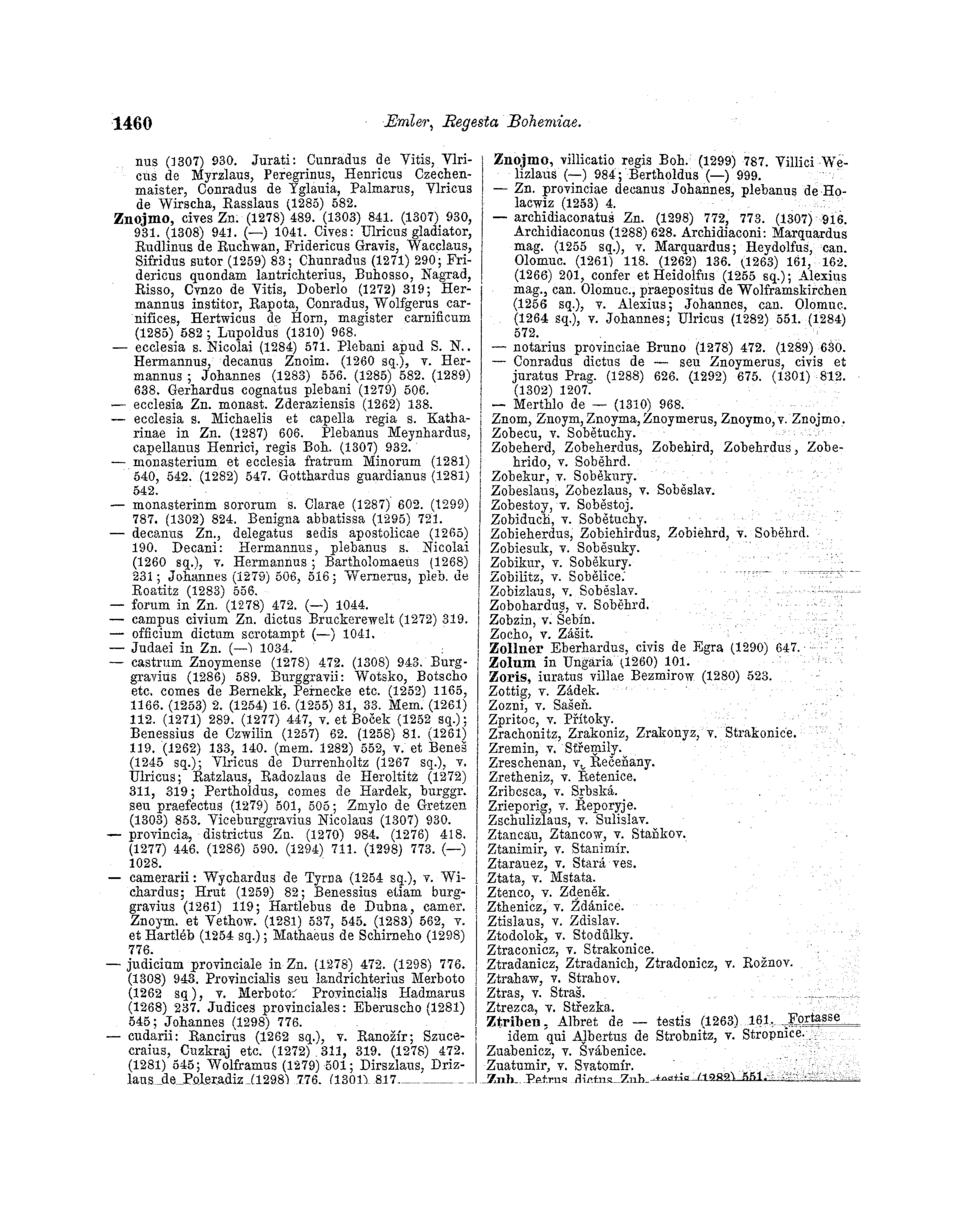 1460
Emler, Regesta Bohemiae.
nus (1307) 930. Jurati: Cunradus de Vitis, Vlri-
cus de Myrzlaus, Peregrinus, Henricus Czechen-
maister, Conradus de Yglauia, Palmarus, Vlricus
de Wirscha, Rasslaus (1285) 582.
Znojmo, cives Zn. (1278) 489. (1303) 841. (1307) 930,
931. (1308) 941. (—) 1041. Cives: Ulricus gladiator,
Rudlinus de Ruchwan, Fridericus Gravis, Wacclaus,
Sifridus sutor (1259) 83; Chunradus (1271) 290; Fri-
dericus quondam lantrichterius, Buhosso, Nagrad,
Risso, Cvnzo de Vitis, Doberlo (1272) 319; Her-
mannus institor, Rapota, Conradus, Wolfgerus car-
nifices, Hertwicus de Horn, magister carnificum
(1285) 582; Lupoldus (1310) 968.
— ecclesia s. Nicolai (1284) 571. Plebani apud S. N..
Hermannus, decanus Znoim. (1260 sq.), v. Her-
mannus; Johannes (1283) 556. (1285) 582. (1289)
638. Gerhardus cognatus plebani (1279) 506.
— ecclesia Zn. monast. Zderaziensis (1262) 138.
— ecclesia s. Michaelis et capella regia s. Katha-
rinae in Zn. (1287) 606. Plebanus Meynhardus,
capellanus Henrici, regis Boh. (1307) 932.
— monasterium et ecclesia fratrum Minorum (1281)
540, 542. (1282) 547. Gotthardus guardianus (1281)
542.
— monasterinm sororum s. Clarae (1287) 602. (1299)
787. (1302) 824. Benigna abbatissa (1295) 721.
— decanus Zn., delegatus sedis apostolicae (1265)
190. Decani: Hermannus, plebanus s. Nicolai
(1260 sq.), v. Hermannus; Bartholomaeus (1268)
231; Johannes (1279) 506, 516; Wernerus, pleb. de
Roatitz (1283) 556.
— forum in Zn. (1278) 472. (—) 1044.
— campus civium Zn. dictus Bruckerewelt (1272) 319.
— officium dictum scrotampt (—) 1041.
— Judaei in Zn. (—) 1034.
— castrum Znoymense (1278) 472. (1308) 943. Burg-
gravius (1286) 589. Burggravii: Wotsko, Botscho
etc. comes de Bernekk, Pernecke etc. (1252) 1165,
1166. (1253) 2. (1254) 16. (1255) 31, 33. Mem. (1261)
112. (1271) 289. (1277) 447, v. et Boček (1252 sq.);
Benessius de Czwilin (1257) 62. (1258) 81. (1261)
119. (1262) 133, 140. (mem. 1282) 552, v. et Beneš
(1245 sq.); Vlricus de Durrenholtz (1267 sq.), v.
Ulricus; Ratzlaus, Radozlaus de Heroltitz (1272)
311, 319; Pertholdus, comes de Hardek, burggr.
seu praefectus (1279) 501, 505; Zmylo de Gretzen
(1303) 853. Viceburggravius Nicolaus (1307) 930.
— provincia, districtus Zn. (1270) 984. (1276) 418.
(1277) 446. (1286) 590. (1294) 711. (1298) 773. (—)
1028.
— camerarii: Wychardus de Tyrna (1254 sq.), v. Wi-
chardus; Hrut (1259) 82; Benessius etiam burg-
gravius (1261) 119; Hartlebus de Dubna, camer.
Znoym. et Vethow. (1281) 537, 545. (1283) 562, v.
et Hartléb (1254 sq.); Mathaeus de Schirneho (1298)
776.
— judicium provinciale in Zn. (1278) 472. (1298) 776.
(1308) 943. Provincialis seu landrichterius Merboto
(1262 sq), v. Merboto. Provincialis Hadmarus
(1268) 237. Judices provinciales: Eberuscho (1281)
545; Johannes (1298) 776.
— cudarii: Rancirus (1262 sq.), v. Ranožír; Szuce-
craius, Cuzkraj etc. (1272) 311, 319. (1278) 472.
(1281) 545; Wolframus (1279) 501; Dirszlaus, Driz-
laus de Poleradiz (1298) 776. (1301) 817.
Znojmo, villicatio regis Boh. (1299) 787. Villici We-
lizlaus (—) 984; Bertholdus (—) 999.
— Zn. provinciae decanus Johannes, plebanus de Ho-
lacwiz (1253) 4.
— archidiaconatus Zn. (1298) 772, 773. (1307) 916.
Archidiaconus (1288) 628. Archidiaconi: Marquardus
mag. (1255 sq.), v. Marquardus; Heydolfus, can.
Olomuc. (1261) 118. (1262) 136. (1263) 161, 162.
(1266) 201, confer et Heidolfus (1255 sq.); Alexius
mag., can. Olomuc., praepositus de Wolframskirchen
(1256 sq.), v. Alexius; Johannes, can. Olomuc.
(1264 sq.), v. Johannes; Ulricus (1282) 551. (1284)
572.
— notarius provinciae Bruno (1278) 472. (1289) 630.
— Conradus dictus de — seu Znoymerus, civis et
juratus Prag. (1288) 626. (1292) 675. (1301) 812.
(1302) 1207.
— Merthlo de — (1310) 968.
Znom, Znoym, Znoyma, Znoymerus, Znoymo, v. Znojmo.
Zobecu, v. Sobětuchy.
Zobeherd, Zobeherdus, Zobehird, Zobehrdus, Zobe-
hrido, v. Soběhrd.
Zobekur, v. Soběkury.
Zobeslaus, Zobezlaus, v. Soběslav.
Zobestoy, v. Soběstoj.
Zobiduch, v. Sobětuchy.
Zobieherdus, Zobiehirdus, Zobiehrd, v. Soběhrd.
Zobiesuk, v. Soběsuky.
Zobikur, v. Soběkury.
Zobilitz, v. Sobělice.
Zobizlaus, v. Soběslav.
Zobohardus, v. Soběhrd.
Zobzin, v. Šebín.
Zocho, v. Zášit.
Zollner Eberhardus, civis de Egra (1290) 647.
Zolum in Ungaria (1260) 101.
Zoris, iuratus villae Bezmirow (1280) 523.
Zottig, v. Zádek.
Zozni, v. Sašeň.
Zpritoc, v. Přítoky.
Zrachonitz, Zrakoniz, Zrakonyz, v. Strakonice.
Zremin, v. Střemily.
Zreschenan, v. Řečeňany.
Zretheniz, v. Řetenice.
Zribcsca, v. Srbská.
Zrieporig, v. Řeporyje.
Zschulizlaus, v. Sulislav.
Ztancau, Ztancow, v. Staňkov.
Ztanimir, v. Stanimír.
Ztarauez, v. Stará ves.
Ztata, v. Mstata.
Ztenco, v. Zdeněk.
Zthenicz, v. Ždánice.
Ztislaus, v. Zdislav.
Ztodolok, v. Stodůlky.
Ztraconicz, v. Strakonice.
Ztradanicz, Ztradanich, Ztradonicz, v. Rožnov.
Ztrahaw, v. Strahov.
Ztras, v. Straš.
Ztrezca, v. Střezka.
Ztriben, Albret de — testis (1263) 161. Fortasse
idem qui Albertus de Strobnitz, v. Stropnice.
Zuabenicz, v. Švábenice.
Zuatumir, v. Svatomír.
Zub, Petrus dictus Zub, testis (1282) 551.